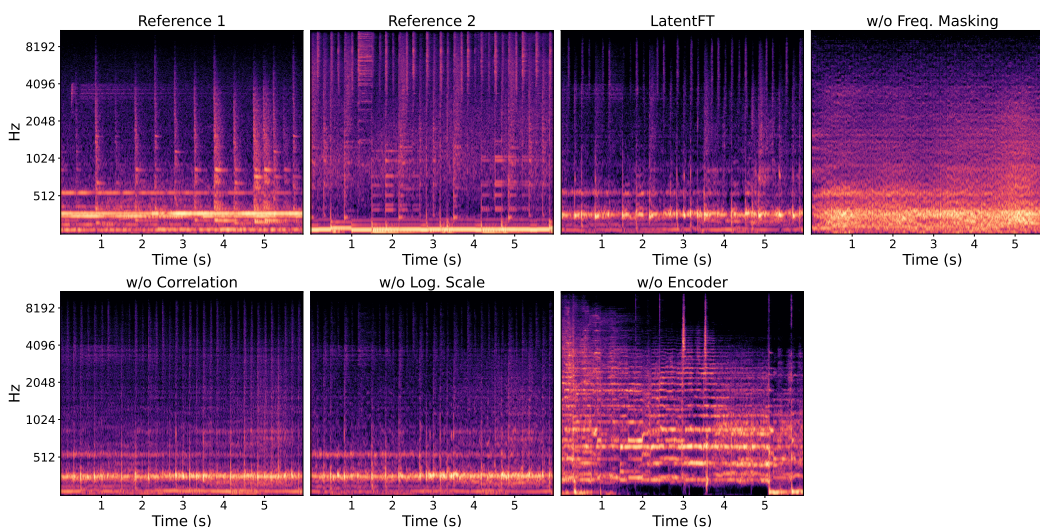 Reference 1 Reference 2 LatentFT w/o Freq. Masking
8192
4096
2048
1024
512
Hz
1 2 3 4 5 1 2 3 4 5 1 2 3 4 5 1 2 3 4 5
Time (s) Time (s) Time (s) Time (s)
w/o Correlation w/o Log. Scale w/o Encoder
8192
4096
2048
1024
512
Hz
1 2 3 4 5 1 2 3 4 5 1 2 3 4 5
Time (s) Time (s) Time (s)